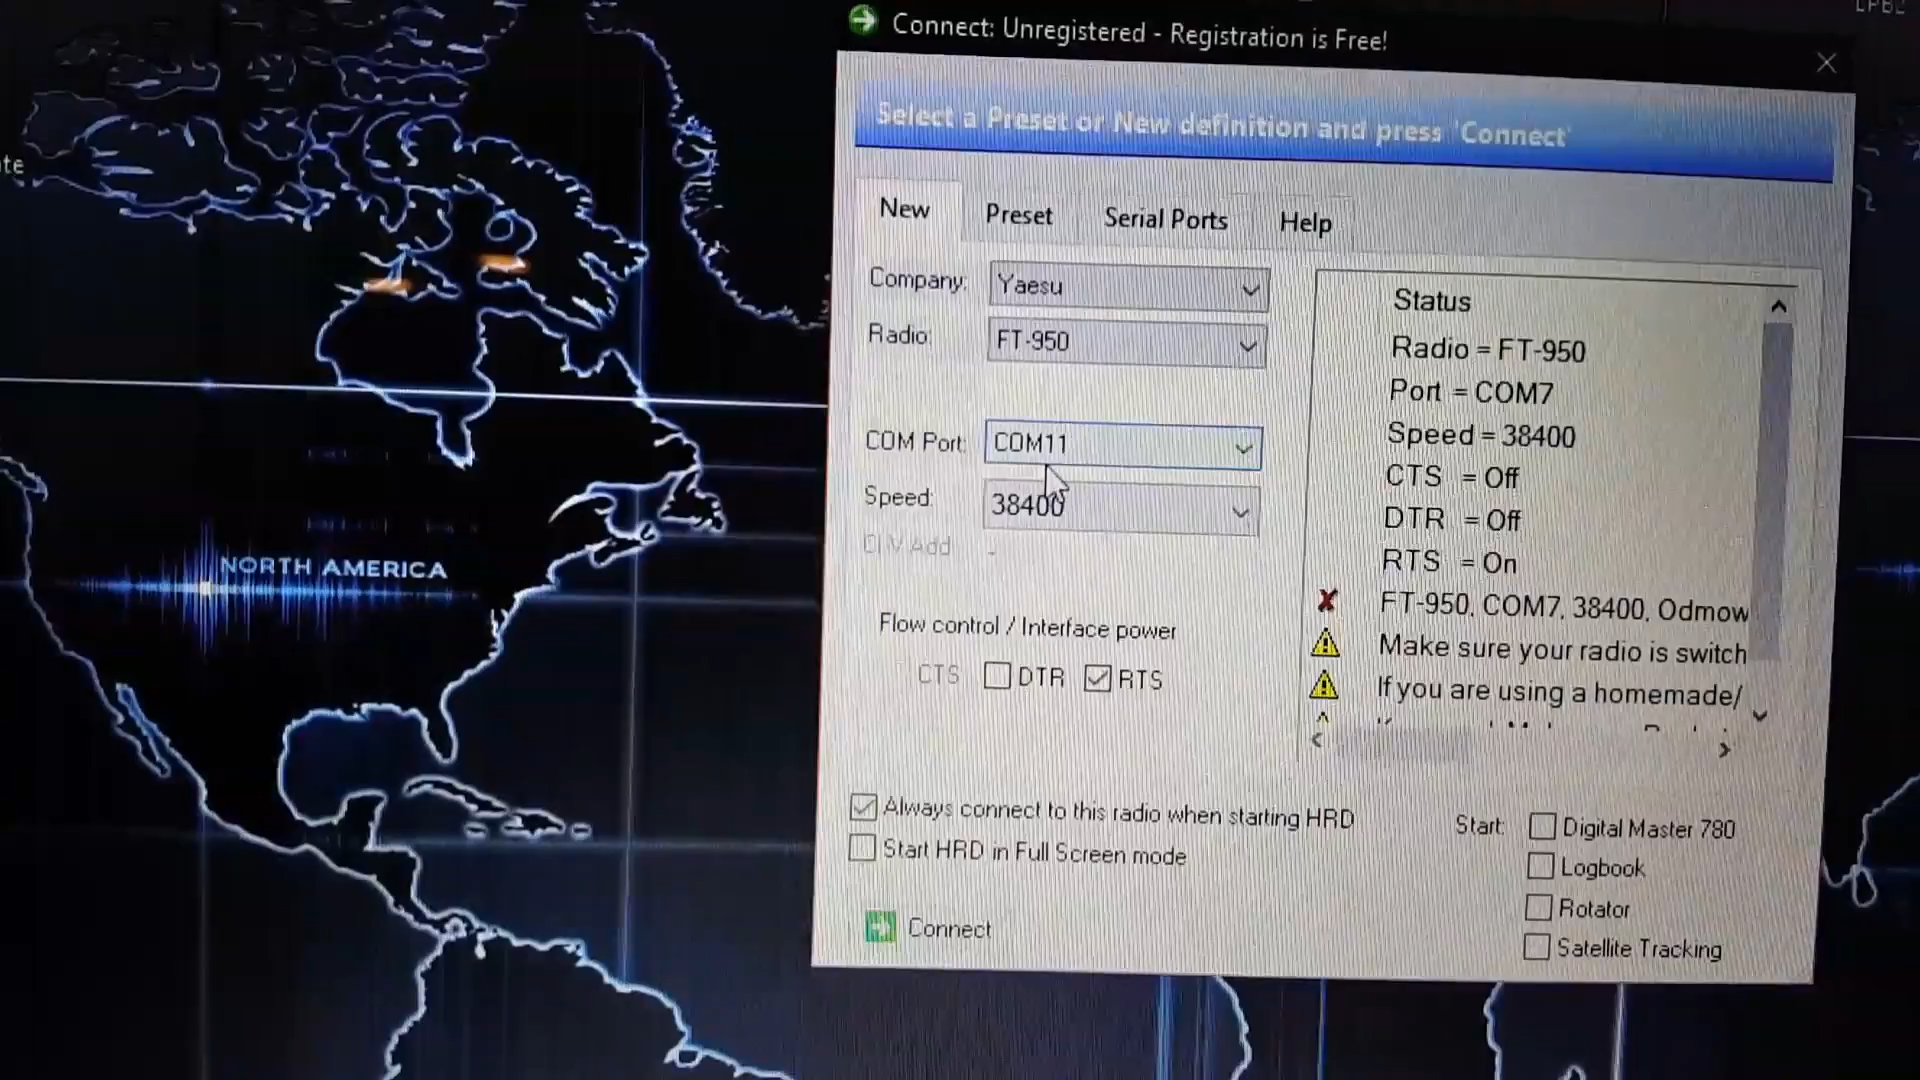 Connect: Unregistered - Registration is Free!
Select a Preset or New definition and press 'Connect'
New Preset Serial Ports Help
Company: Yaesu
Radio: FT-950
COM Port: COM11
Speed: 38400
CI-V Add -
Flow control / Interface power
CTS DTR RTS
Status
Radio = FT-950
Port = COM7
Speed = 38400
CTS = Off
DTR = Off
RTS = On
FT-950, COM7, 38400, Odmow
Make sure your radio is switch
If you are using a homemade/
Always connect to this radio when starting HRD
Start HRD in Full Screen mode
Start: Digital Master 780
Logbook
Rotator
Satellite Tracking
Connect
NORTH AMERICA
te